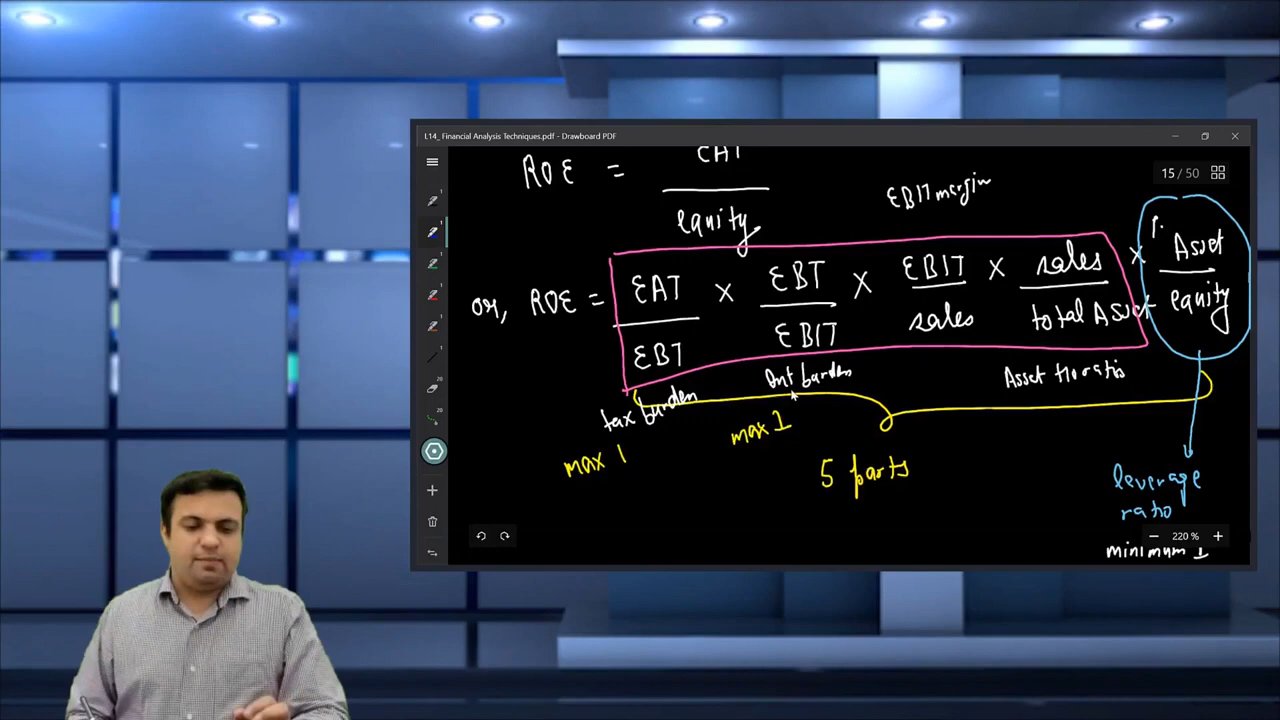 L14_ Financial Analysis Techniques.pdf - Drawboard PDF
15 / 50
ROE = EAT / equity
EBIT margin
or, ROE = EAT / EBT × EBT / EBIT × EBIT / sales × sales / total Asset × Asset / equity
tax burden
Int burden
Asset t/o ratio
max 1
max 1
5 parts
leverage
ratio
minimum 1
220 %